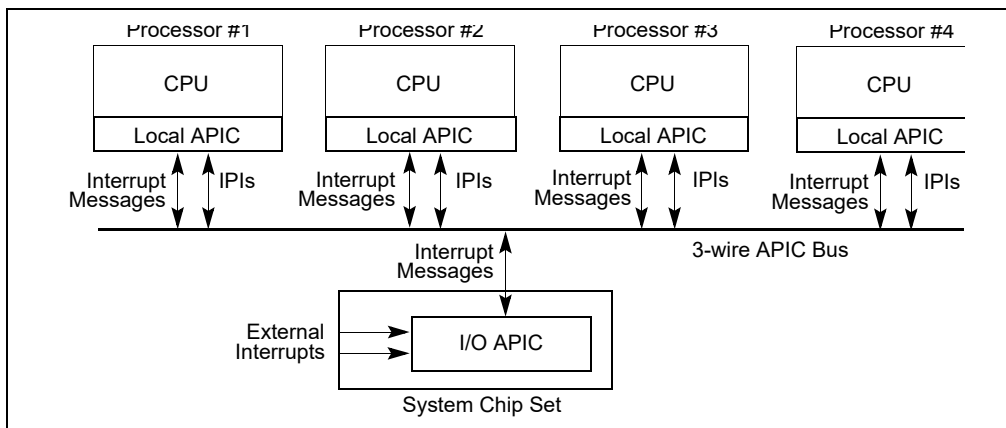 Processor #1
Processor #2
Processor #3
Processor #4
CPU
CPU
CPU
CPU
Local APIC
Local APIC
Local APIC
Local APIC
Interrupt
Messages
IPIs
Interrupt
Messages
IPIs
Interrupt
Messages
IPIs
Interrupt
Messages
IPIs
Interrupt
Messages
3-wire APIC Bus
External
Interrupts
I/O APIC
System Chip Set